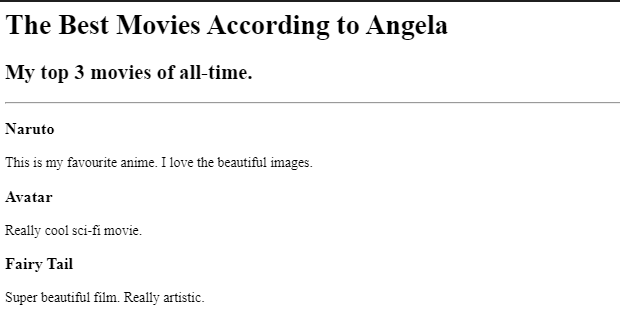 The Best Movies According to Angela
My top 3 movies of all-time.
Naruto
This is my favourite anime. I love the beautiful images.
Avatar
Really cool sci-fi movie.
Fairy Tail
Super beautiful film. Really artistic.